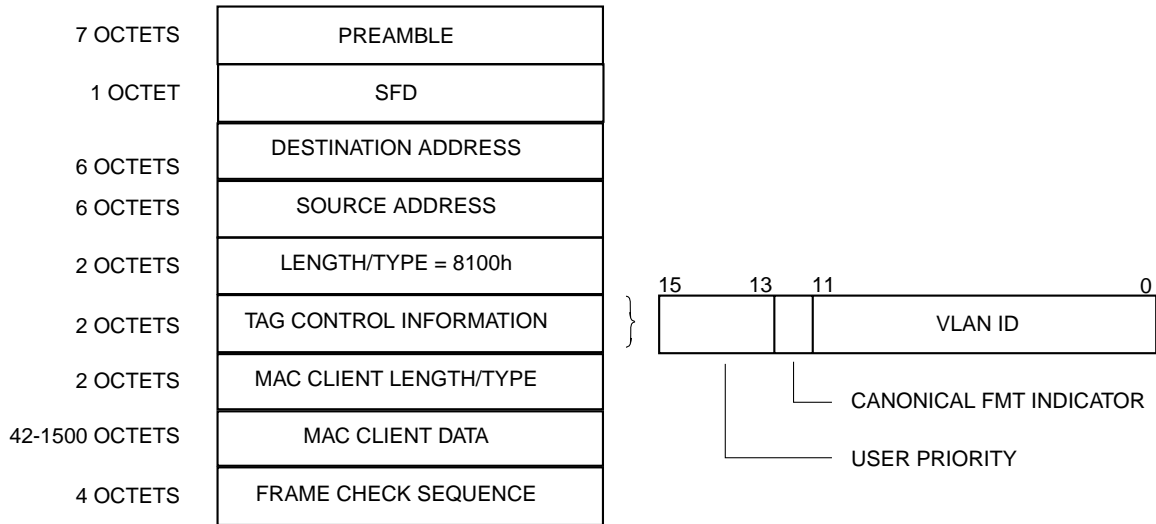 7 OCTETS PREAMBLE
1 OCTET SFD
6 OCTETS DESTINATION ADDRESS
6 OCTETS SOURCE ADDRESS
2 OCTETS LENGTH/TYPE = 8100h
2 OCTETS TAG CONTROL INFORMATION
2 OCTETS MAC CLIENT LENGTH/TYPE
42-1500 OCTETS MAC CLIENT DATA
4 OCTETS FRAME CHECK SEQUENCE
15 13 11 0
VLAN ID
CANONICAL FMT INDICATOR
USER PRIORITY